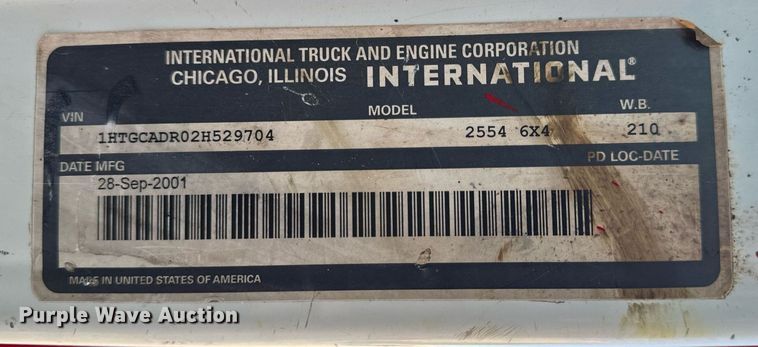 INTERNATIONAL TRUCK AND ENGINE CORPORATION
CHICAGO, ILLINOIS INTERNATIONAL®
VIN MODEL W.B.
1HTGCADR02H529704 2554 6X4 210
DATE MFG PD LOC-DATE
28-Sep-2001
MADE IN UNITED STATES OF AMERICA
Purple Wave Auction